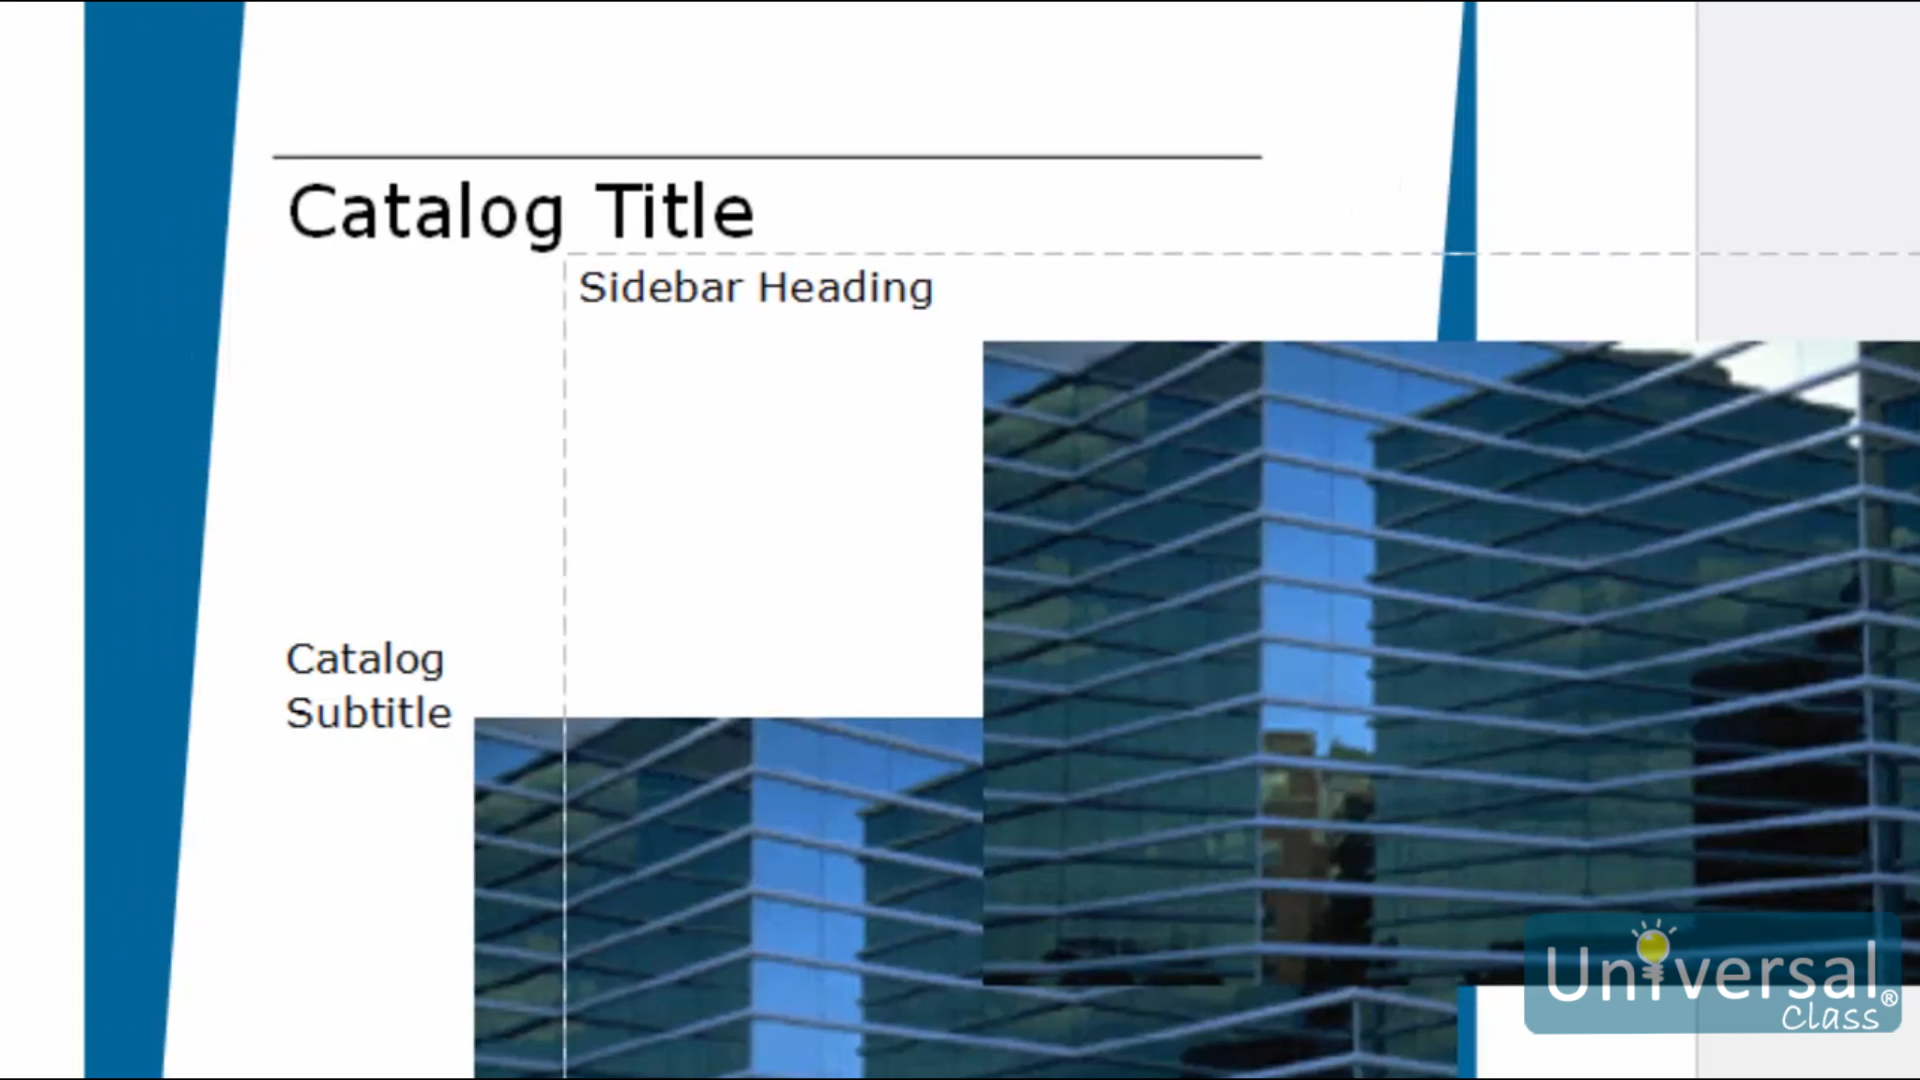 Catalog Title
Sidebar Heading
Catalog
Subtitle
Universal®
Class